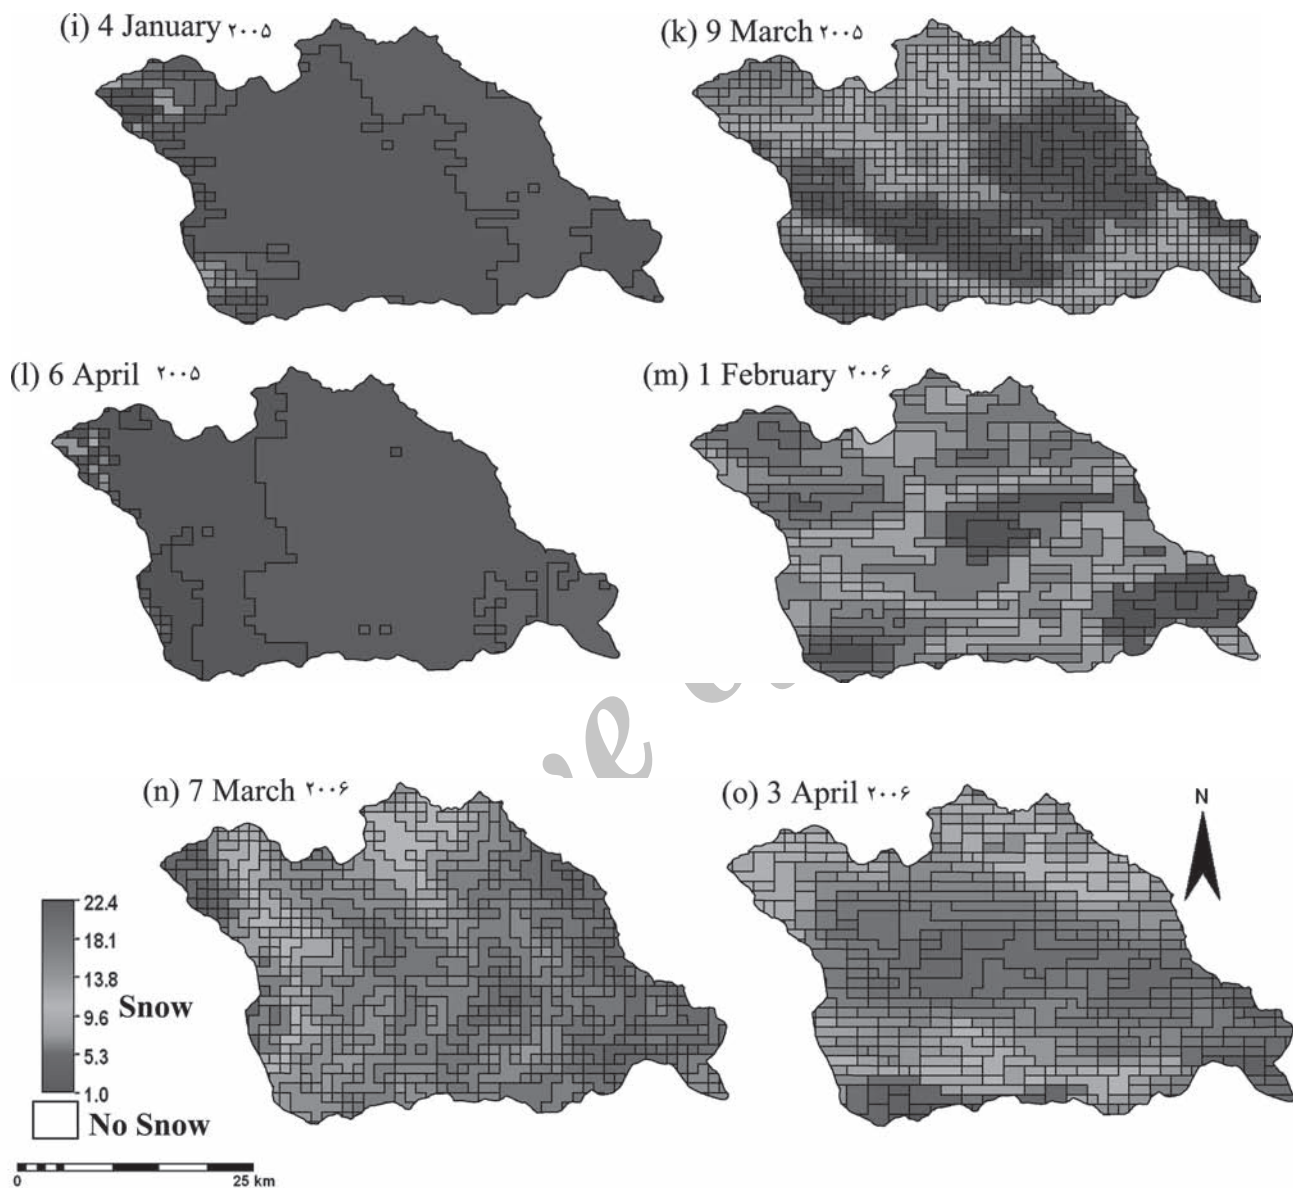 (i) 4 January ۲۰۰۵
(k) 9 March ۲۰۰۵
(l) 6 April ۲۰۰۵
(m) 1 February ۲۰۰۶
(n) 7 March ۲۰۰۶
(o) 3 April ۲۰۰۶
N
22.4
18.1
13.8
9.6
5.3
1.0
Snow
No Snow
0 25 km